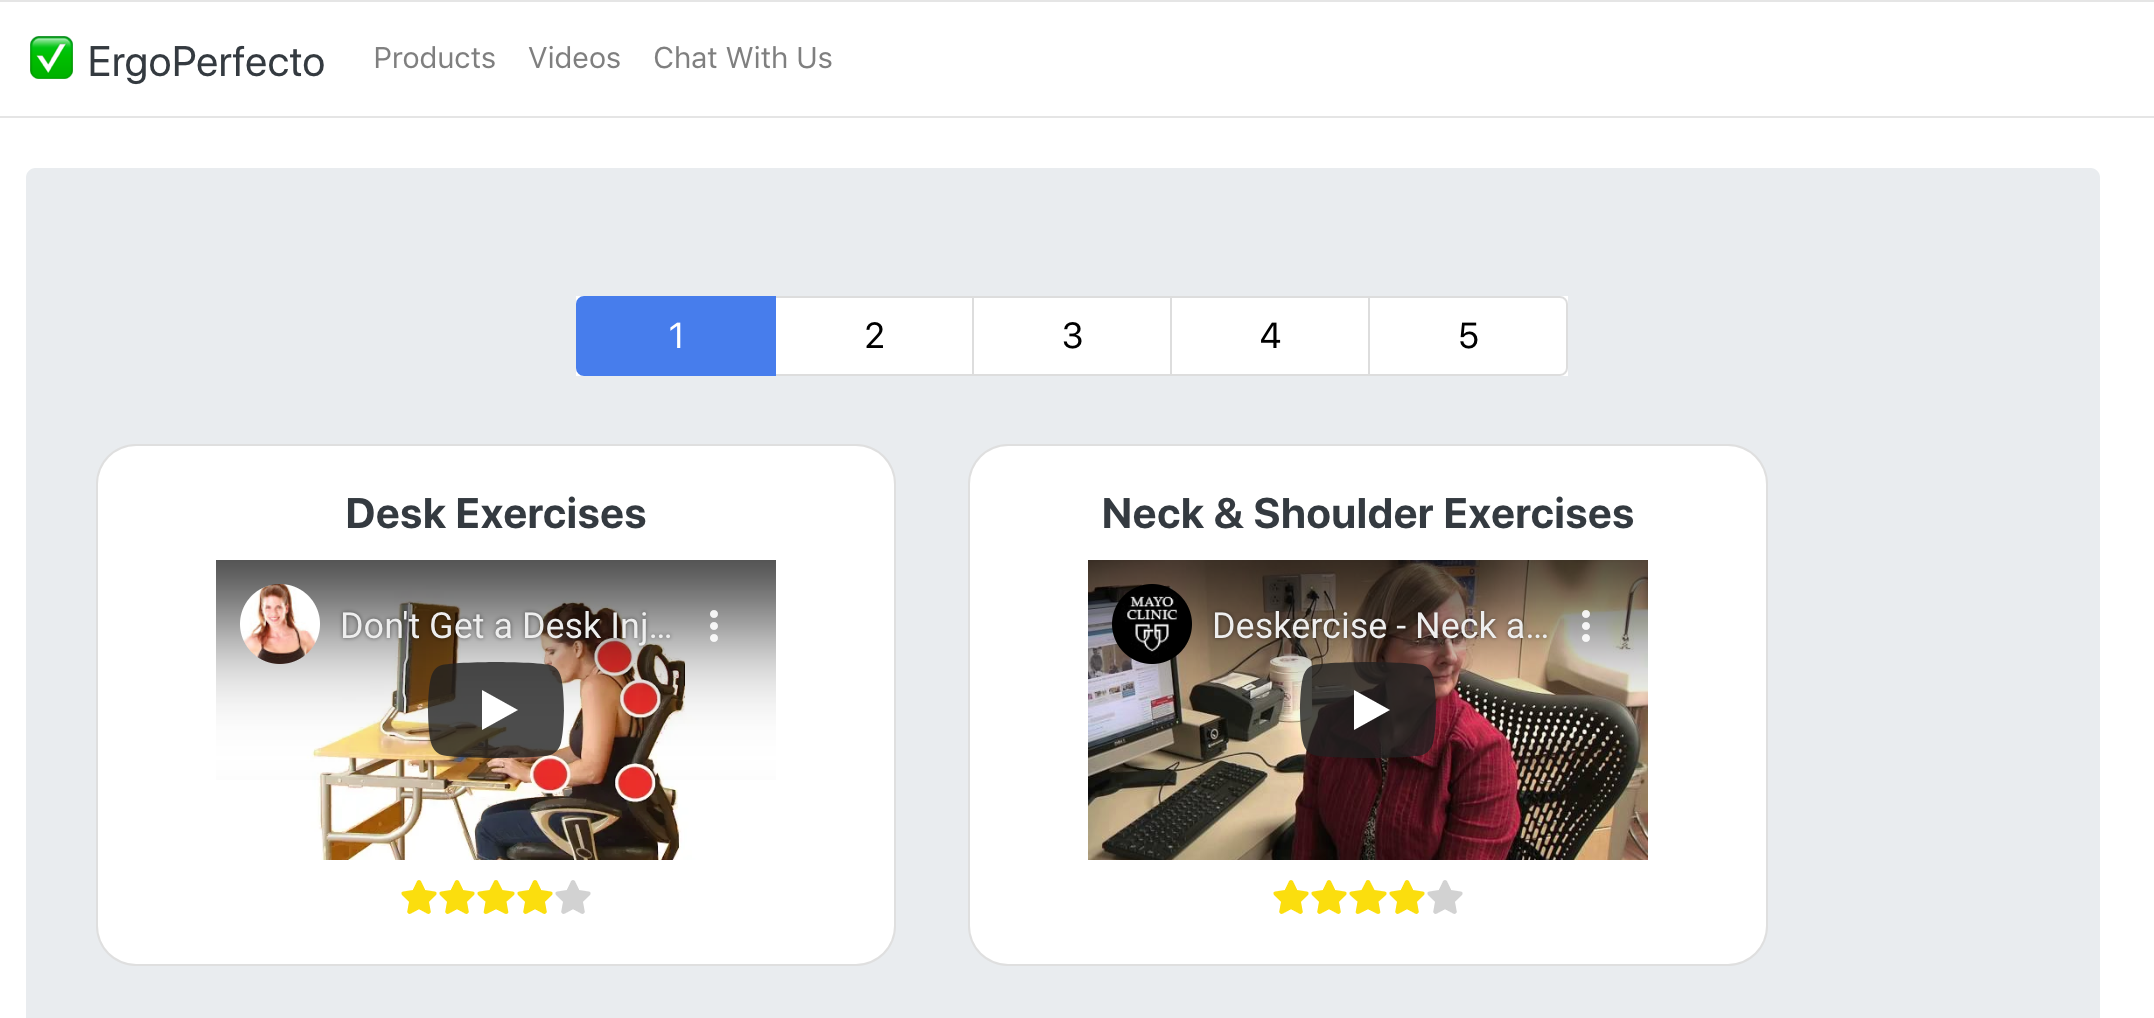 ✅ ErgoPerfecto Products Videos Chat With Us
1 2 3 4 5
Desk Exercises
Don't Get a Desk Inj...
Neck & Shoulder Exercises
MAYO
CLINIC
Deskercise - Neck a...